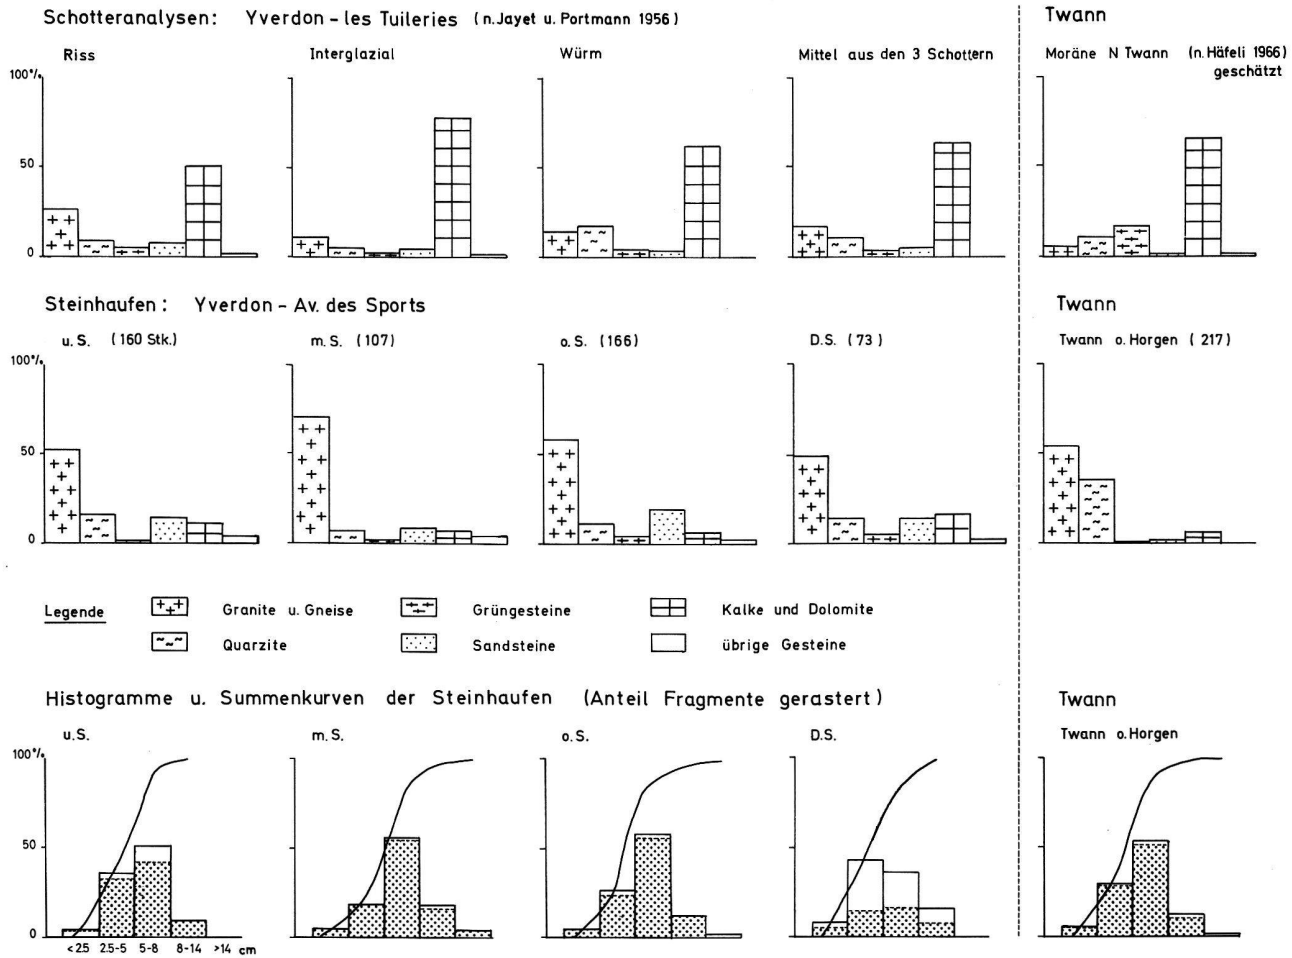 Schotteranalysen: Yverdon - les Tuileries (n. Jayet u. Portmann 1956)
Twann
Riss
Interglazial
Würm
Mittel aus den 3 Schottern
Moräne N Twann (n. Häfeli 1966)
geschätzt
100%
50
0
Steinhaufen: Yverdon - Av. des Sports
Twann
u. S. (160 Stk.)
m. S. (107)
o. S. (166)
D.S. (73)
Twann o. Horgen (217)
100%
50
0
Legende
Granite u. Gneise
Grüngesteine
Kalke und Dolomite
Quarzite
Sandsteine
übrige Gesteine
Histogramme u. Summenkurven der Steinhaufen (Anteil Fragmente gerastert)
Twann
u.S.
m.S.
o.S.
D.S.
Twann o. Horgen
100%
50
0
<25 2.5-5 5-8 8-14 >14 cm